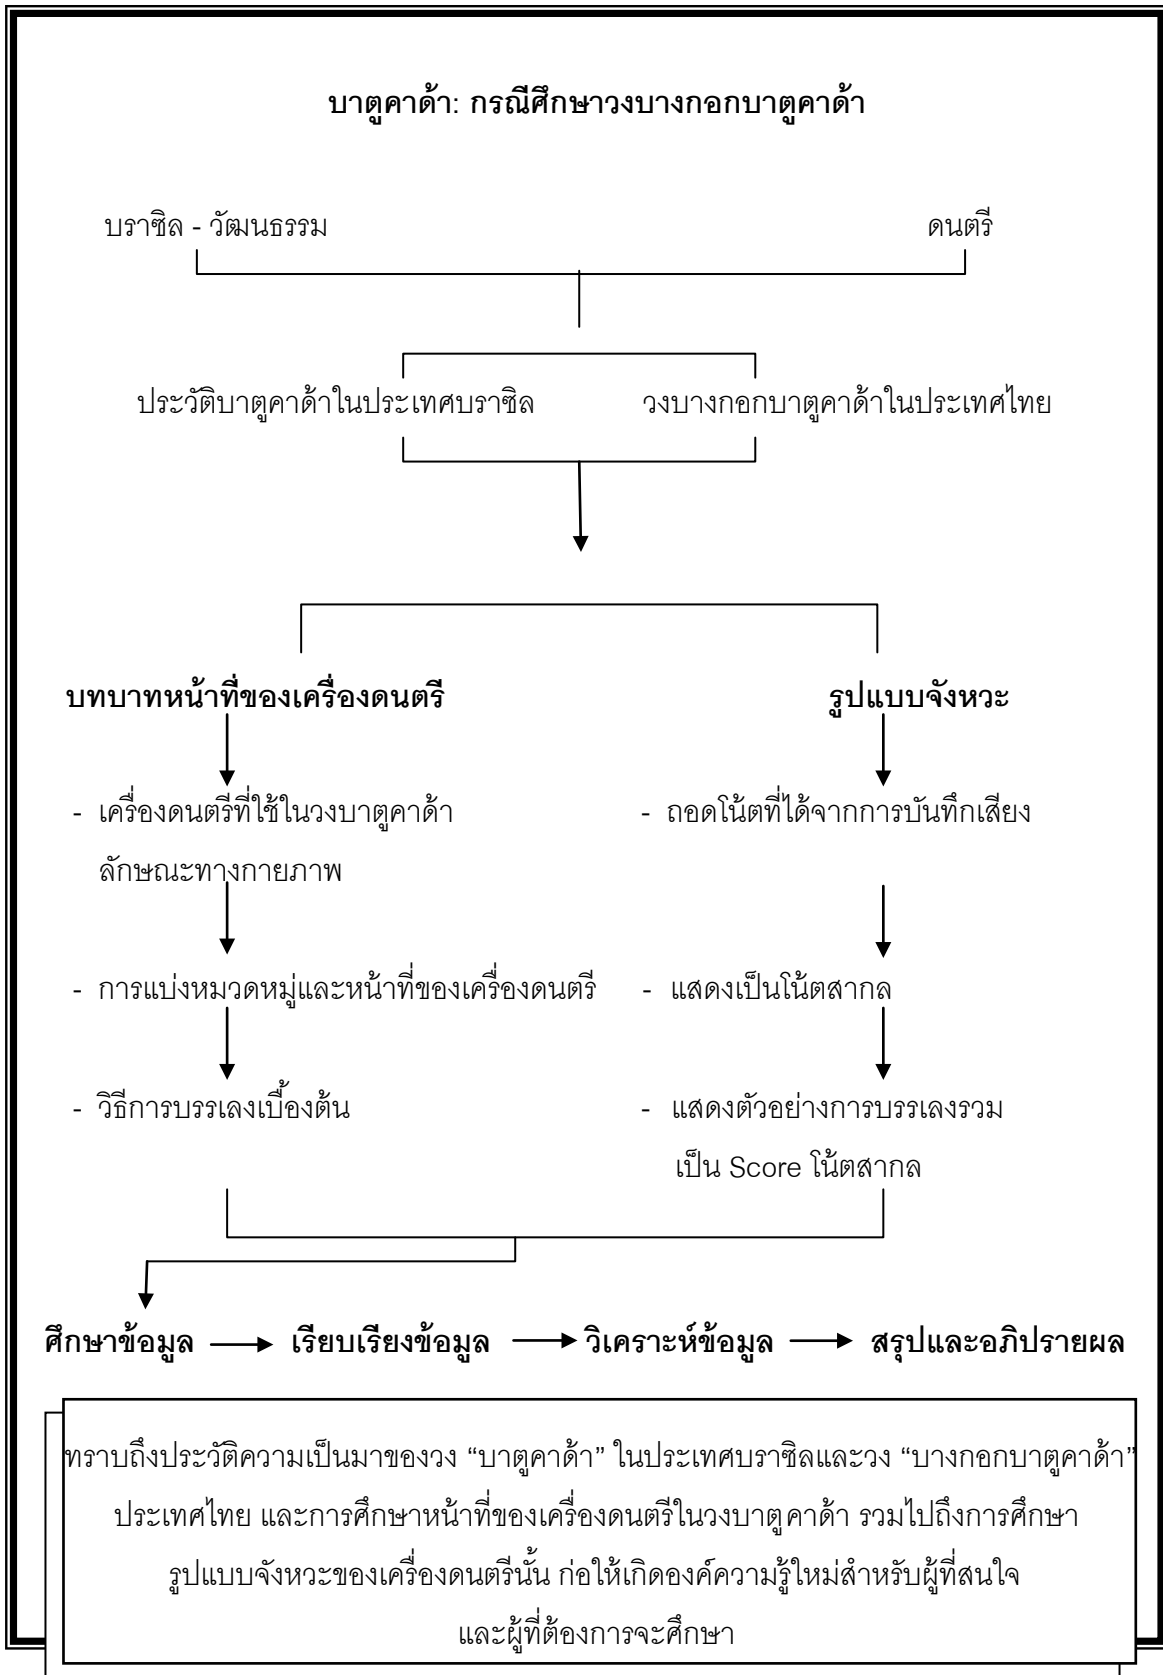 บาตูคาด้า: กรณีศึกษาวงบางกอกบาตูคาด้า
บราซิล - วัฒนธรรม
ดนตรี
ประวัติบาตูคาด้าในประเทศบราซิล
วงบางกอกบาตูคาด้าในประเทศไทย
บทบาทหน้าที่ของเครื่องดนตรี
รูปแบบจังหวะ
- เครื่องดนตรีที่ใช้ในวงบาตูคาด้า
ลักษณะทางกายภาพ
- ถอดโน้ตที่ได้จากการบันทึกเสียง
- การแบ่งหมวดหมู่และหน้าที่ของเครื่องดนตรี
- แสดงเป็นโน้ตสากล
- วิธีการบรรเลงเบื้องต้น
- แสดงตัวอย่างการบรรเลงรวม
เป็น Score โน้ตสากล
ศึกษาข้อมูล
เรียบเรียงข้อมูล
วิเคราะห์ข้อมูล
สรุปและอภิปรายผล
ทราบถึงประวัติความเป็นมาของวง “บาตูคาด้า” ในประเทศบราซิลและวง “บางกอกบาตูคาด้า”
ประเทศไทย และการศึกษาหน้าที่ของเครื่องดนตรีในวงบาตูคาด้า รวมไปถึงการศึกษา
รูปแบบจังหวะของเครื่องดนตรีนั้น ก่อให้เกิดองค์ความรู้ใหม่สำหรับผู้ที่สนใจ
และผู้ที่ต้องการจะศึกษา